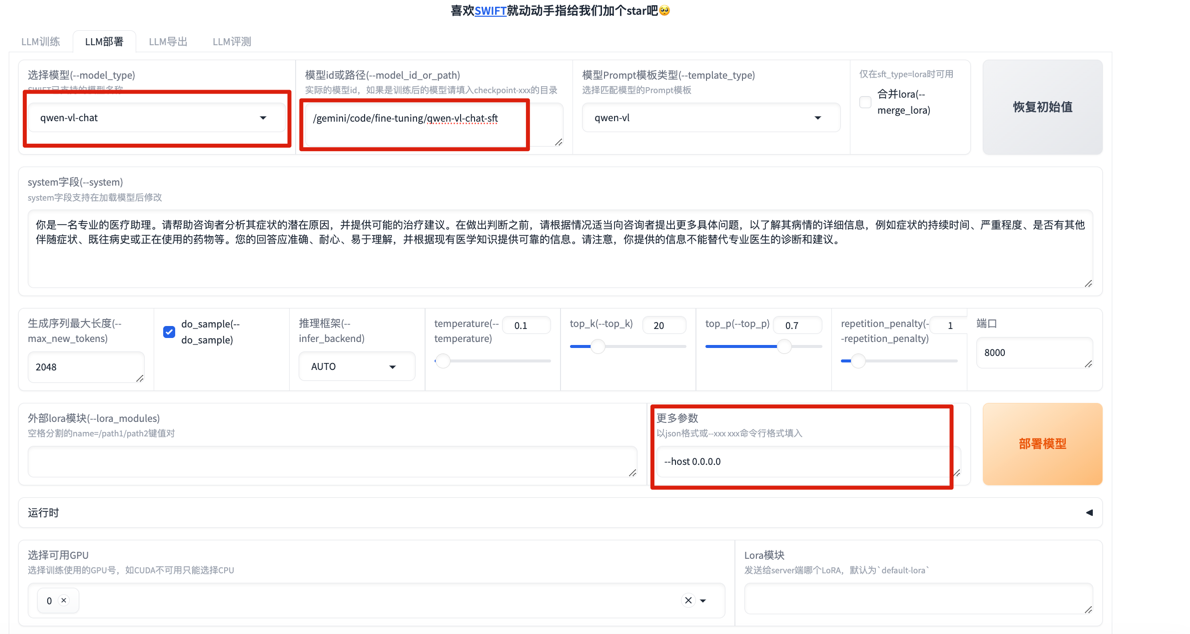 喜欢SWIFT就动动手指给我们加个star吧🥺
LLM训练 LLM部署 LLM导出 LLM评测
选择模型(--model_type)
SWIFT已支持的模型名称
qwen-vl-chat
模型id或路径(--model_id_or_path)
实际的模型id，如果是训练后的模型请填入checkpoint-xxx的目录
/gemini/code/fine-tuning/qwen-vl-chat-sft
模型Prompt模板类型(--template_type)
选择匹配模型的Prompt模板
qwen-vl
仅在sft_type=lora时可用
合并lora(--
merge_lora)
恢复初始值
system字段(--system)
system字段支持在加载模型后修改
你是一名专业的医疗助理。请帮助咨询者分析其症状的潜在原因，并提供可能的治疗建议。在做出判断之前，请根据情况适当向咨询者提出更多具体问题，以了解其病情的详细信息，例如症状的持续时间、严重程度、是否有其他
伴随症状、既往病史或正在使用的药物等。您的回答应准确、耐心、易于理解，并根据现有医学知识提供可靠的信息。请注意，你提供的信息不能替代专业医生的诊断和建议。
生成序列最大长度(--
max_new_tokens)
2048
do_sample(--
do_sample)
推理框架(--
infer_backend)
AUTO
temperature(--
temperature)
0.1
top_k(--top_k)
20
top_p(--top_p)
0.7
repetition_penalty(-
-repetition_penalty)
1
端口
8000
外部lora模块(--lora_modules)
空格分割的name=/path1/path2键值对
更多参数
以json格式或--xxx xxx命令行格式填入
--host 0.0.0.0
部署模型
运行时
选择可用GPU
选择训练使用的GPU号，如CUDA不可用只能选择CPU
0 ×
Lora模块
发送给server端哪个LoRA，默认为`default-lora`